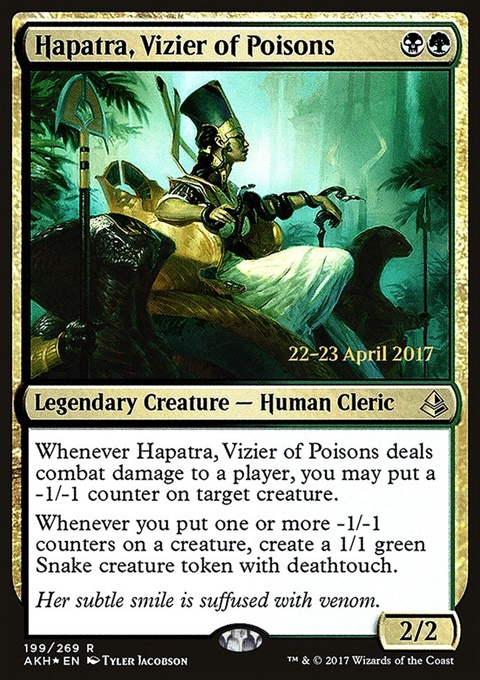 Hapatra, Vizier of Poisons
22–23 April 2017
Legendary Creature — Human Cleric
Whenever Hapatra, Vizier of Poisons deals
combat damage to a player, you may put a
-1/-1 counter on target creature.
Whenever you put one or more -1/-1
counters on a creature, create a 1/1 green
Snake creature token with deathtouch.
Her subtle smile is suffused with venom.
2/2
199/269 R
AKH★EN Tyler Jacobson
™ & © 2017 Wizards of the Coast